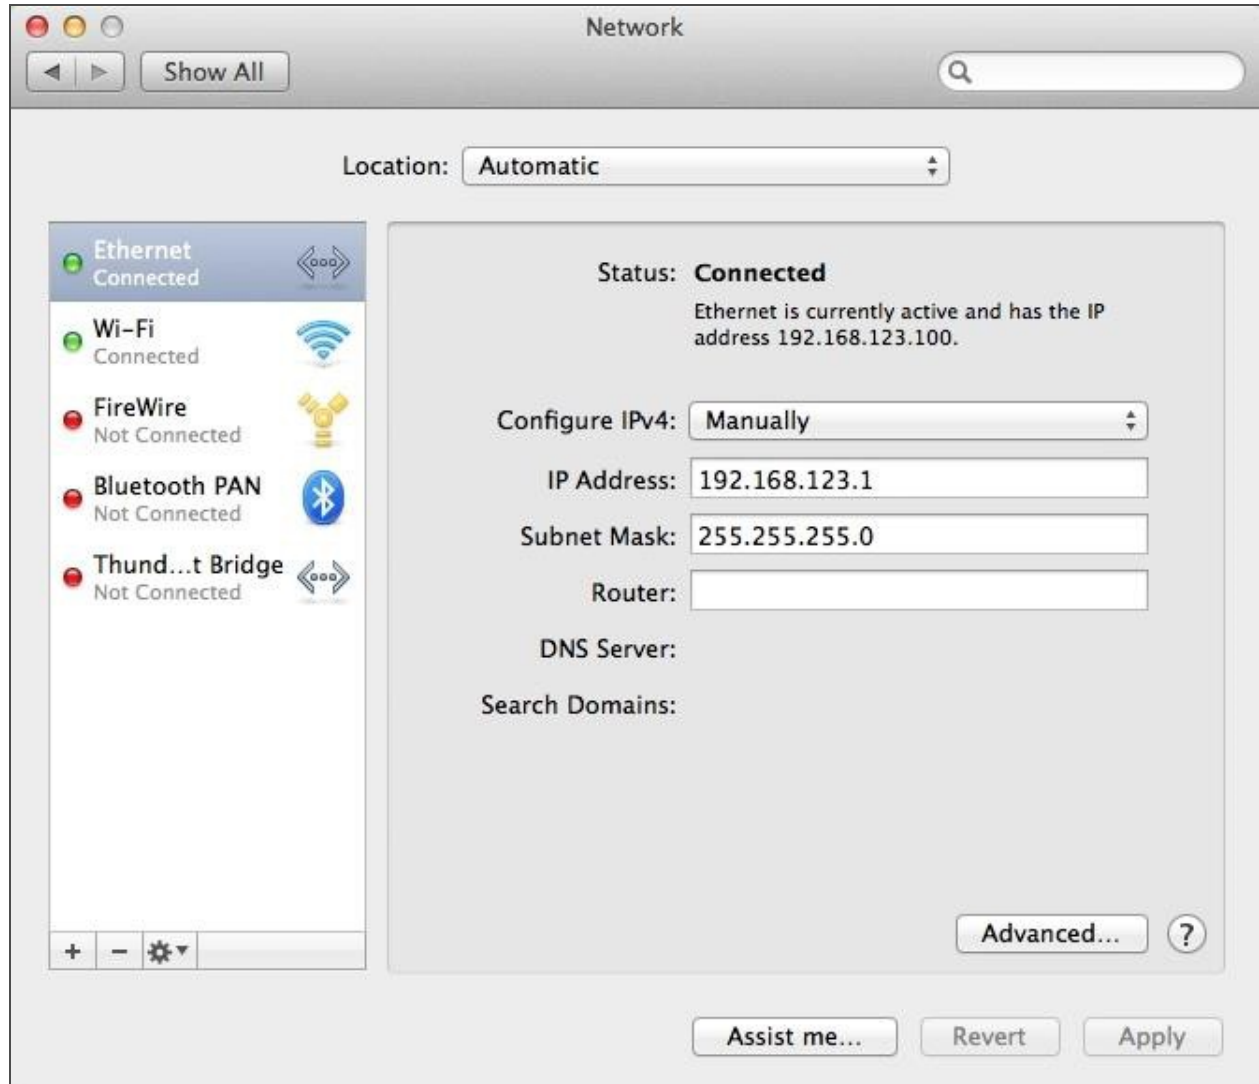 Network
Show All
Location: Automatic
Ethernet
Connected
Wi-Fi
Connected
FireWire
Not Connected
Bluetooth PAN
Not Connected
Thund...t Bridge
Not Connected
Status: Connected
Ethernet is currently active and has the IP
address 192.168.123.100.
Configure IPv4: Manually
IP Address: 192.168.123.1
Subnet Mask: 255.255.255.0
Router:
DNS Server:
Search Domains:
Advanced... ?
Assist me... Revert Apply